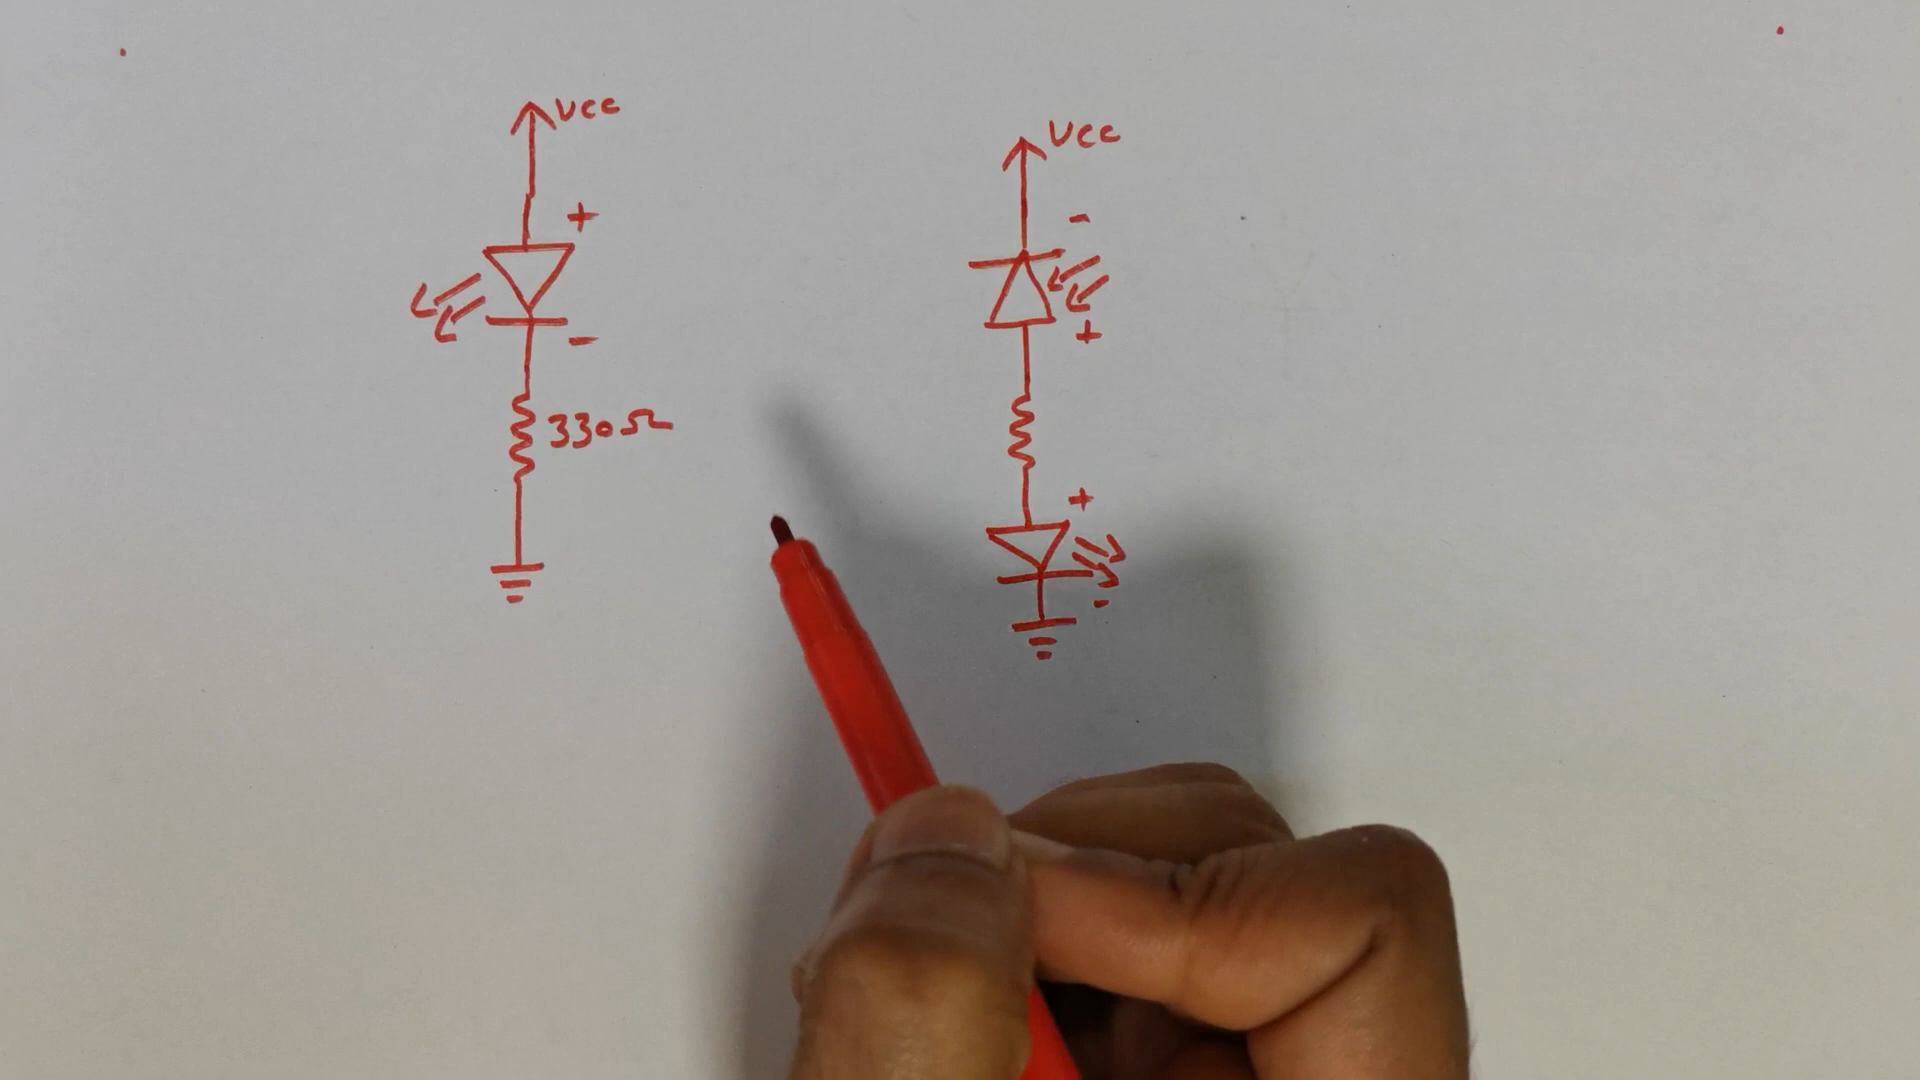 Vcc
+
-
330Ω
Vcc
-
+
+
-